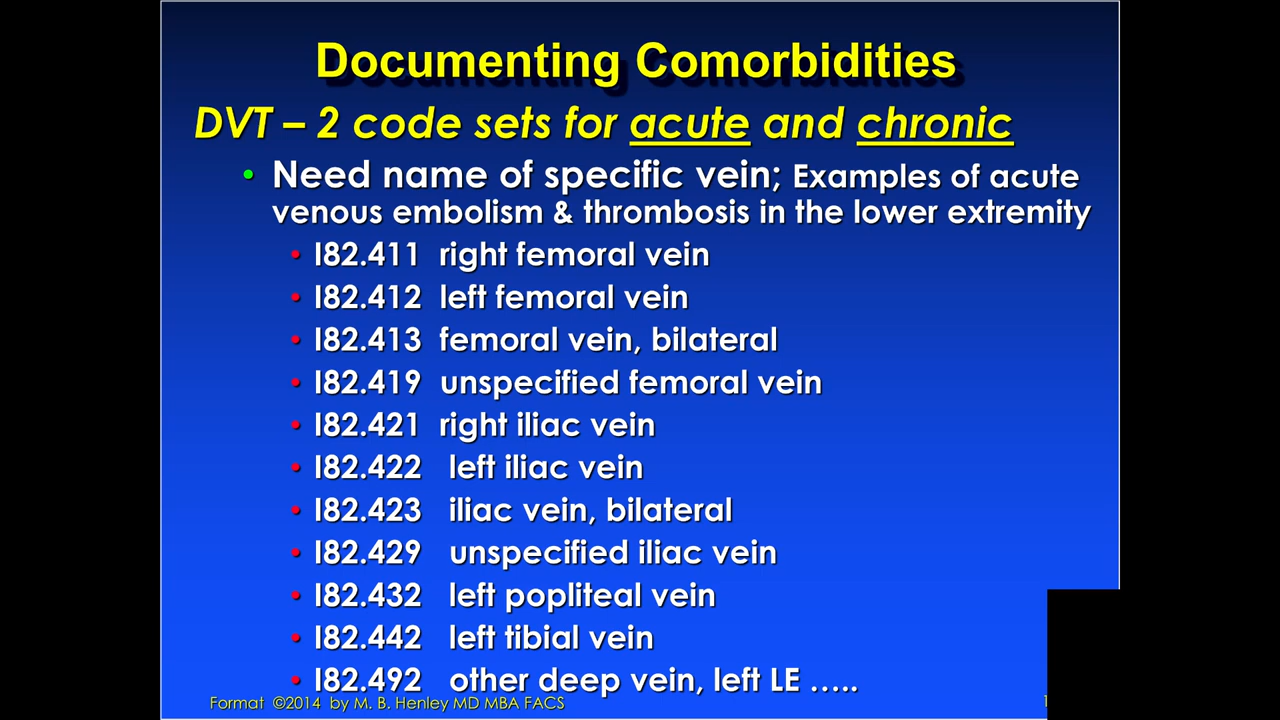 Documenting Comorbidities
DVT – 2 code sets for acute and chronic
• Need name of specific vein; Examples of acute
venous embolism & thrombosis in the lower extremity
• I82.411 right femoral vein
• I82.412 left femoral vein
• I82.413 femoral vein, bilateral
• I82.419 unspecified femoral vein
• I82.421 right iliac vein
• I82.422 left iliac vein
• I82.423 iliac vein, bilateral
• I82.429 unspecified iliac vein
• I82.432 left popliteal vein
• I82.442 left tibial vein
• I82.492 other deep vein, left LE …..
Format ©2014 by M. B. Henley MD MBA FACS